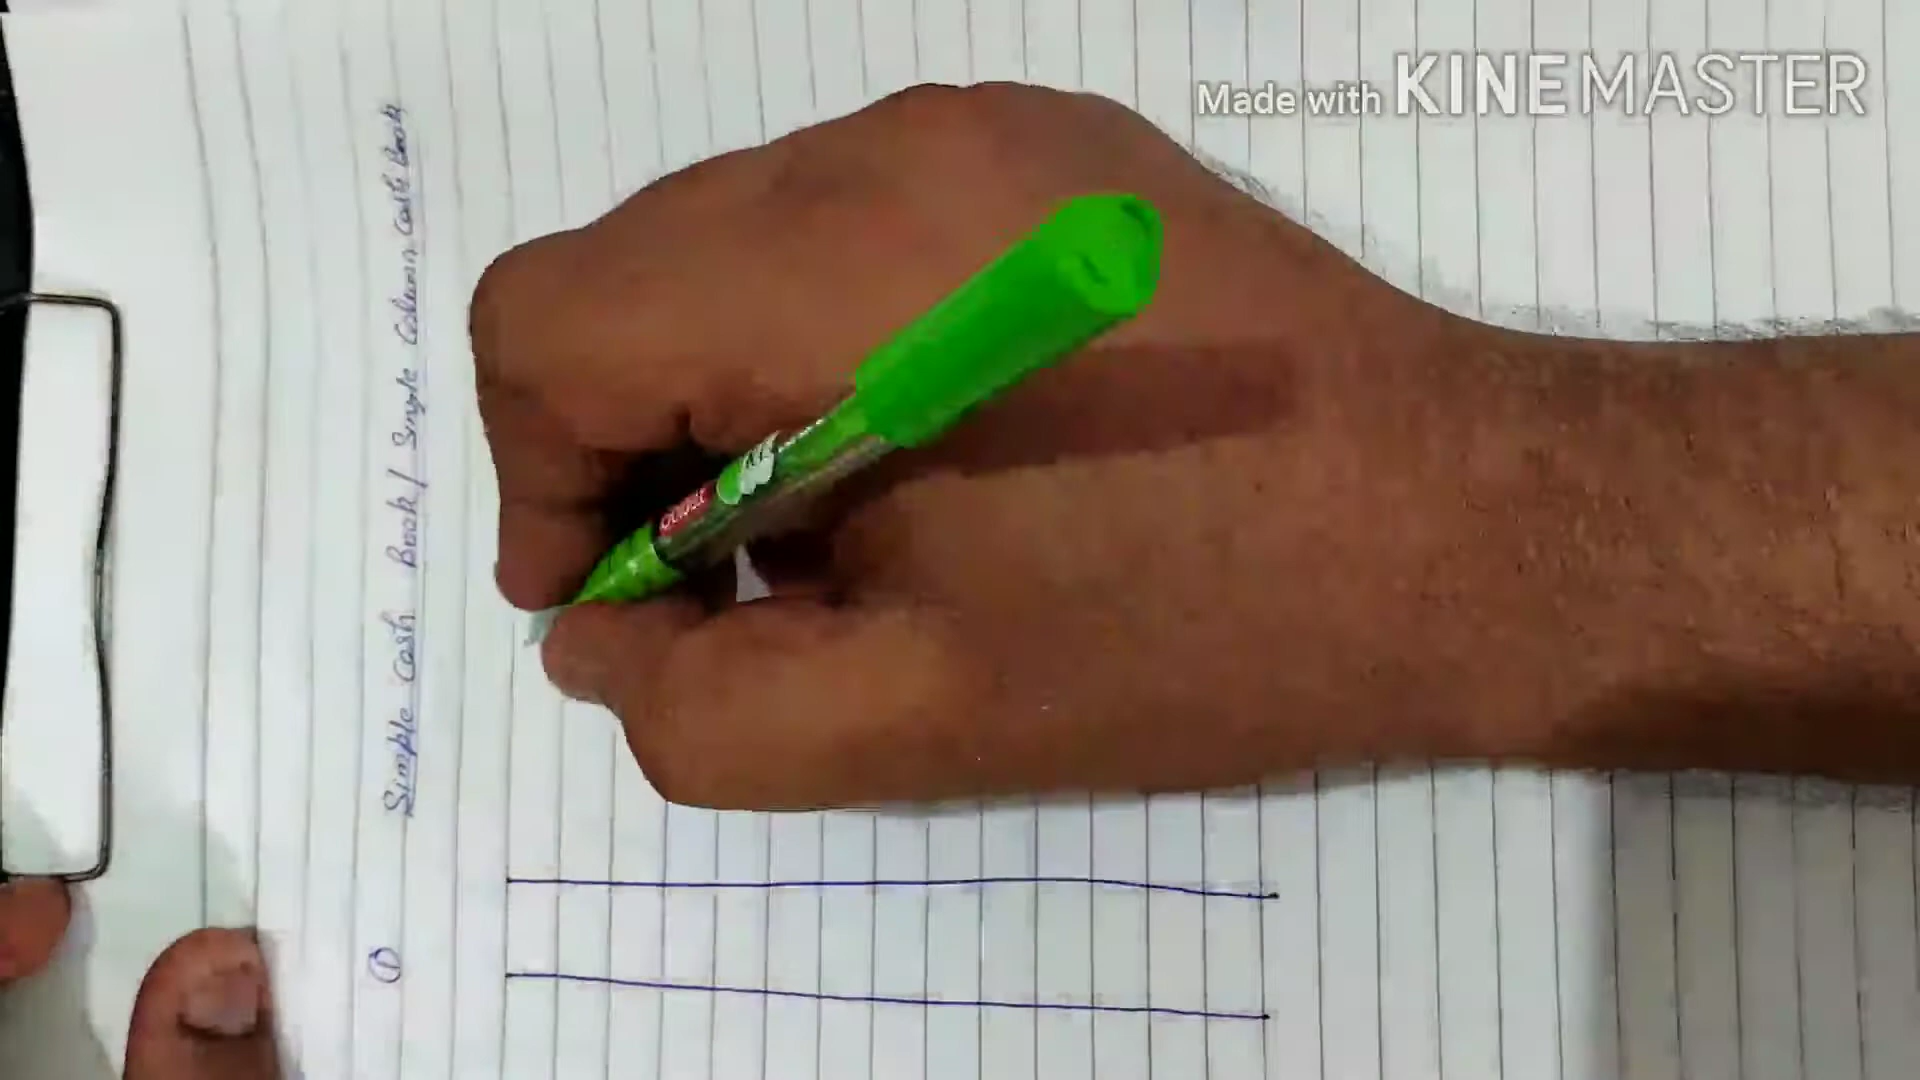 Made with KINEMASTER
① Simple Cash Book / Single Column Cash Book